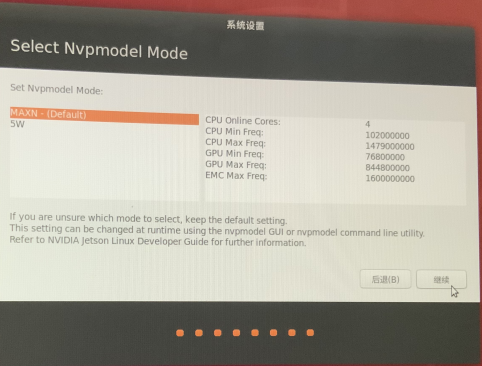 系统设置
Select Nvpmodel Mode
Set Nvpmodel Mode:
MAXN - (Default)
5W
CPU Online Cores: 4
CPU Min Freq: 102000000
CPU Max Freq: 1479000000
GPU Min Freq: 76800000
GPU Max Freq: 844800000
EMC Max Freq: 1600000000
If you are unsure which mode to select, keep the default setting.
This setting can be changed at runtime using the nvpmodel GUI or nvpmodel command line utility.
Refer to NVIDIA Jetson Linux Developer Guide for further information.
后退(B) 继续